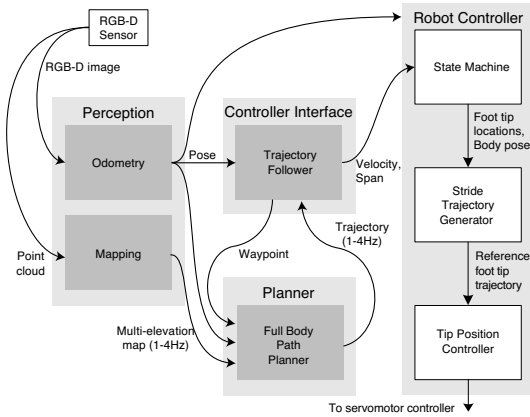 RGB-D
Sensor
RGB-D image
Point
cloud
Perception
Odometry
Mapping
Pose
Multi-elevation
map (1-4Hz)
Controller Interface
Trajectory
Follower
Velocity,
Span
Waypoint
Trajectory
(1-4Hz)
Planner
Full Body
Path
Planner
Robot Controller
State Machine
Foot tip
locations,
Body pose
Stride
Trajectory
Generator
Reference
foot tip
trajectory
Tip Position
Controller
To servomotor controller